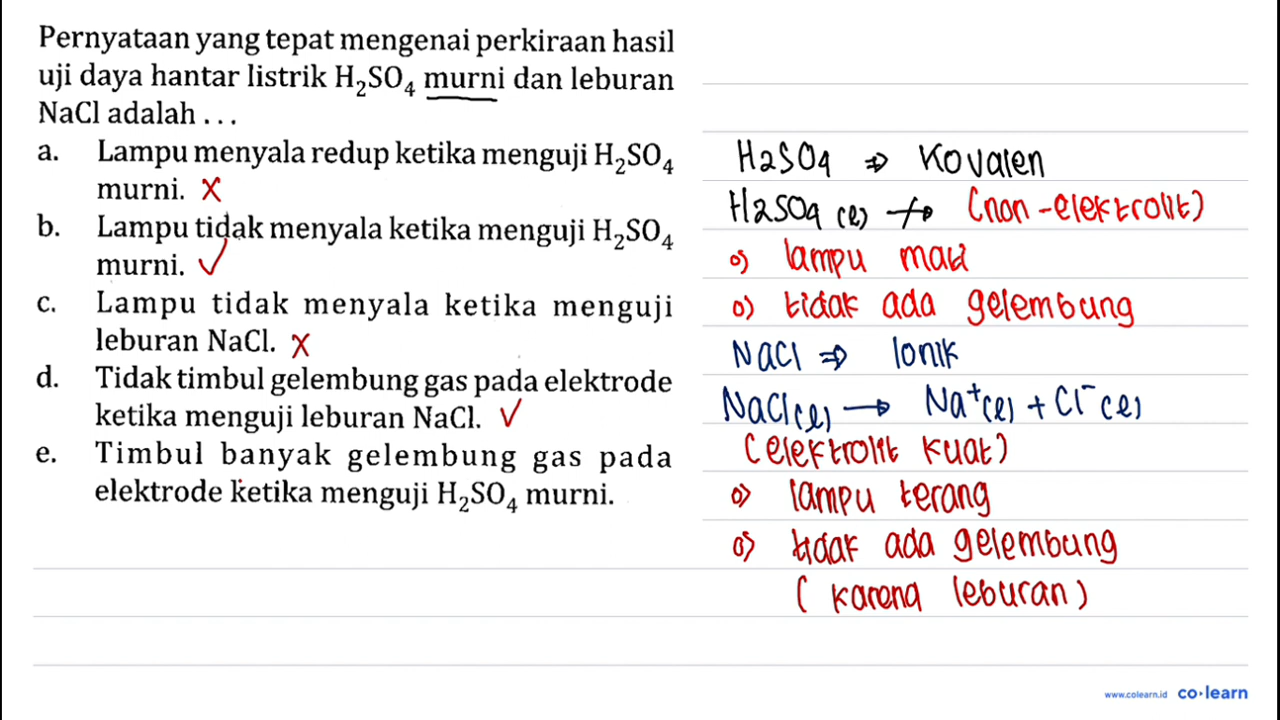 Pernyataan yang tepat mengenai perkiraan hasil
uji daya hantar listrik H₂SO₄ murni dan leburan
NaCl adalah . . .
a. Lampu menyala redup ketika menguji H₂SO₄
murni. X
b. Lampu tidak menyala ketika menguji H₂SO₄
murni. ✓
c. Lampu tidak menyala ketika menguji
leburan NaCl. X
d. Tidak timbul gelembung gas pada elektrode
ketika menguji leburan NaCl. ✓
e. Timbul banyak gelembung gas pada
elektrode ketika menguji H₂SO₄ murni.
H2SO4 ⇒ Kovalen
H2SO4 (l) ↛ (non-elektrolit)
o) lampu mati
o) tidak ada gelembung
NaCl ⇒ Ionik
NaCl(l) → Na⁺(l) + Cl⁻(l)
(elektrolit kuat)
o) lampu terang
o) tidak ada gelembung
(karena leburan)
www.colearn.id co·learn